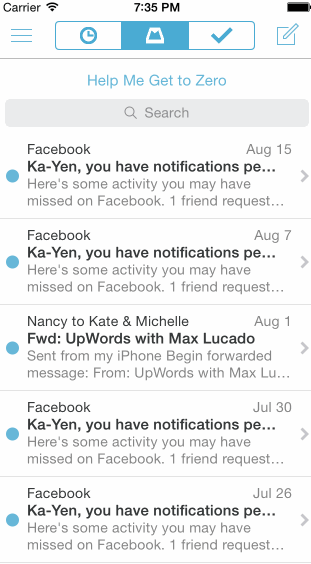 Carrier 7:35 PM
Help Me Get to Zero
Search
Facebook Aug 15
Ka-Yen, you have notifications pe...
Here's some activity you may have
missed on Facebook. 1 friend request...
Facebook Aug 7
Ka-Yen, you have notifications pe...
Here's some activity you may have
missed on Facebook. 1 friend request...
Nancy to Kate & Michelle Aug 1
Fwd: UpWords with Max Lucado
Sent from my iPhone Begin forwarded
message: From: UpWords with Max Lu...
Facebook Jul 30
Ka-Yen, you have notifications pe...
Here's some activity you may have
missed on Facebook. 1 friend request...
Facebook Jul 26
Ka-Yen, you have notifications pe...
Here's some activity you may have
missed on Facebook. 1 friend request...